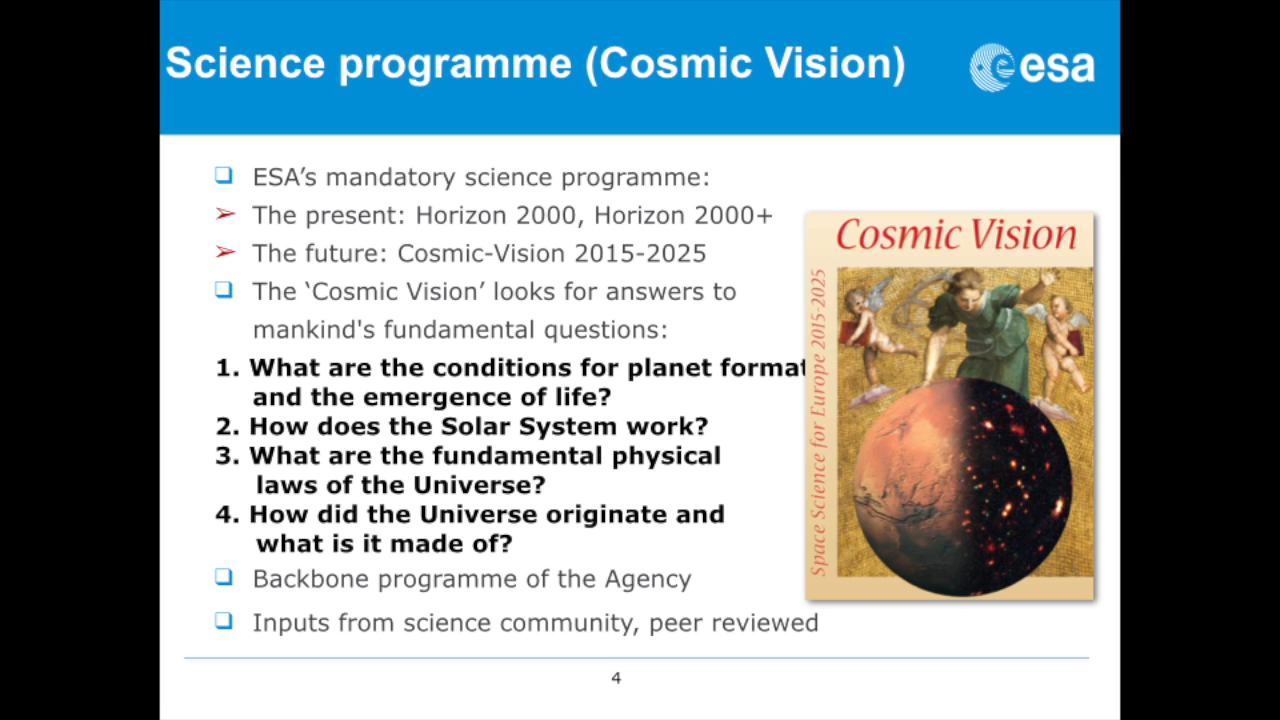 Science programme (Cosmic Vision)
esa
ESA’s mandatory science programme:
The present: Horizon 2000, Horizon 2000+
The future: Cosmic-Vision 2015-2025
The ‘Cosmic Vision’ looks for answers to
mankind's fundamental questions:
1. What are the conditions for planet format
and the emergence of life?
2. How does the Solar System work?
3. What are the fundamental physical
laws of the Universe?
4. How did the Universe originate and
what is it made of?
Backbone programme of the Agency
Inputs from science community, peer reviewed
Cosmic Vision
Space Science for Europe 2015-2025
4